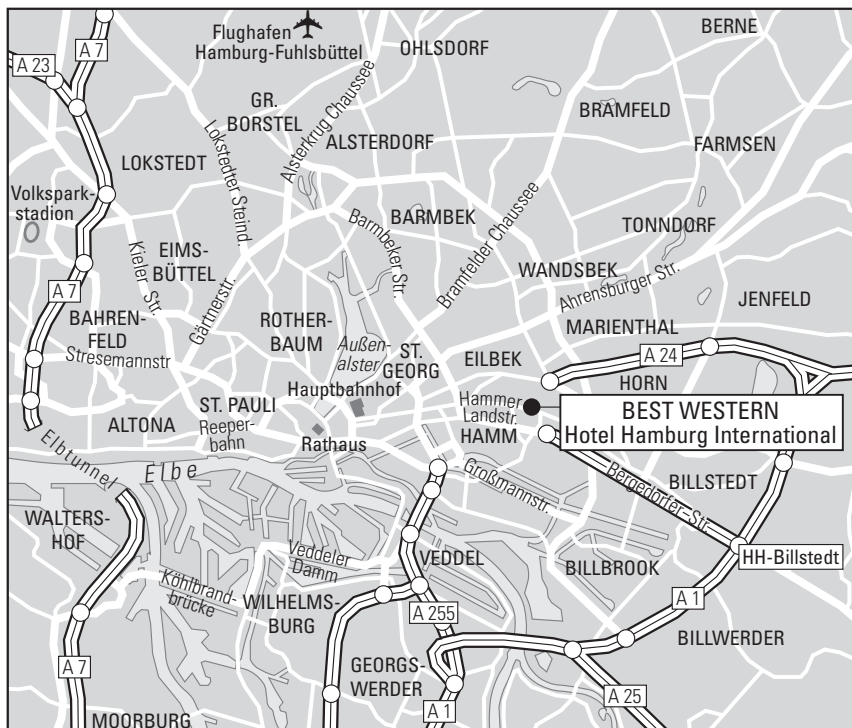 Flughafen
Hamburg-Fuhlsbüttel
OHLSDORF
BERNE
A 7
A 23
GR.
BORSTEL
Alsterkrug Chaussee
BRAMFELD
ALSTERDORF
FARMSEN
LOKSTEDT
Lokstedter Steind.
Volkspark-
stadion
BARMBEK
Barmbeker Str.
Bramfelder Chaussee
TONNDORF
EIMS-
BÜTTEL
Kieler Str.
Gärtnerstr.
WANDSBEK
Ahrensburger Str.
A 7
JENFELD
BAHREN-
FELD
Stresemannstr
ROTHER-
BAUM
Außen-
alster
MARIENTHAL
ST.
GEORG
EILBEK
A 24
Hauptbahnhof
HORN
ST. PAULI
Reeper-
bahn
ALTONA
Rathaus
Hammer
Landstr.
HAMM
BEST WESTERN
Hotel Hamburg International
Elbtunnel
Elbe
Großmannstr.
Bergedorfer-Str.
BILLSTEDT
WALTERS-
HOF
Veddeler
Damm
VEDDEL
BILLBROOK
HH-Billstedt
Köhlbrand-
brücke
WILHELMS-
BURG
A 255
A 1
BILLWERDER
A 7
GEORGS-
WERDER
A 1
A 25
MOORBURG